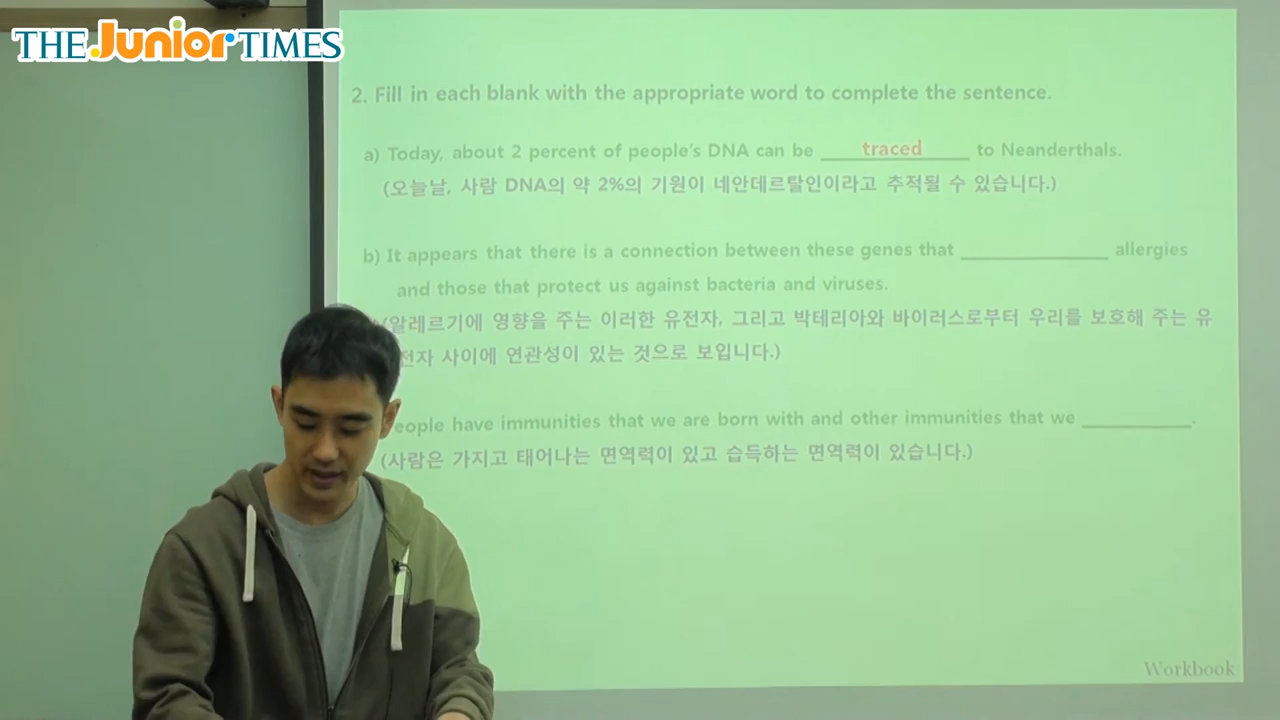 THE Junior TIMES
2. Fill in each blank with the appropriate word to complete the sentence.
a) Today, about 2 percent of people's DNA can be traced to Neanderthals.
(오늘날, 사람 DNA의 약 2%의 기원이 네안데르탈인이라고 추적될 수 있습니다.)
b) It appears that there is a connection between these genes that ____________ allergies
and those that protect us against bacteria and viruses.
(알레르기에 영향을 주는 이러한 유전자, 그리고 박테리아와 바이러스로부터 우리를 보호해 주는 유
전자 사이에 연관성이 있는 것으로 보입니다.)
eople have immunities that we are born with and other immunities that we _________.
(사람은 가지고 태어나는 면역력이 있고 습득하는 면역력이 있습니다.)
Workbook